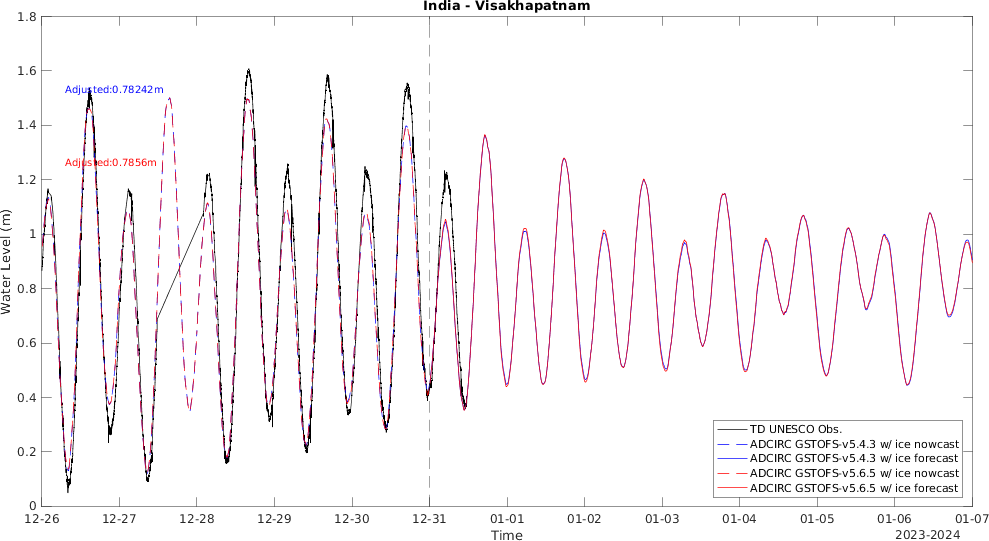 India - Visakhapatnam
1.8
1.6
1.4
1.2
1
0.8
0.6
0.4
0.2
0
Water Level (m)
Adjusted:0.78242m
Adjusted:0.7856m
TD UNESCO Obs.
ADCIRC GSTOFS-v5.4.3 w/ ice nowcast
ADCIRC GSTOFS-v5.4.3 w/ ice forecast
ADCIRC GSTOFS-v5.6.5 w/ ice nowcast
ADCIRC GSTOFS-v5.6.5 w/ ice forecast
12-26 12-27 12-28 12-29 12-30 12-31 01-01 01-02 01-03 01-04 01-05 01-06 01-07
Time
2023-2024